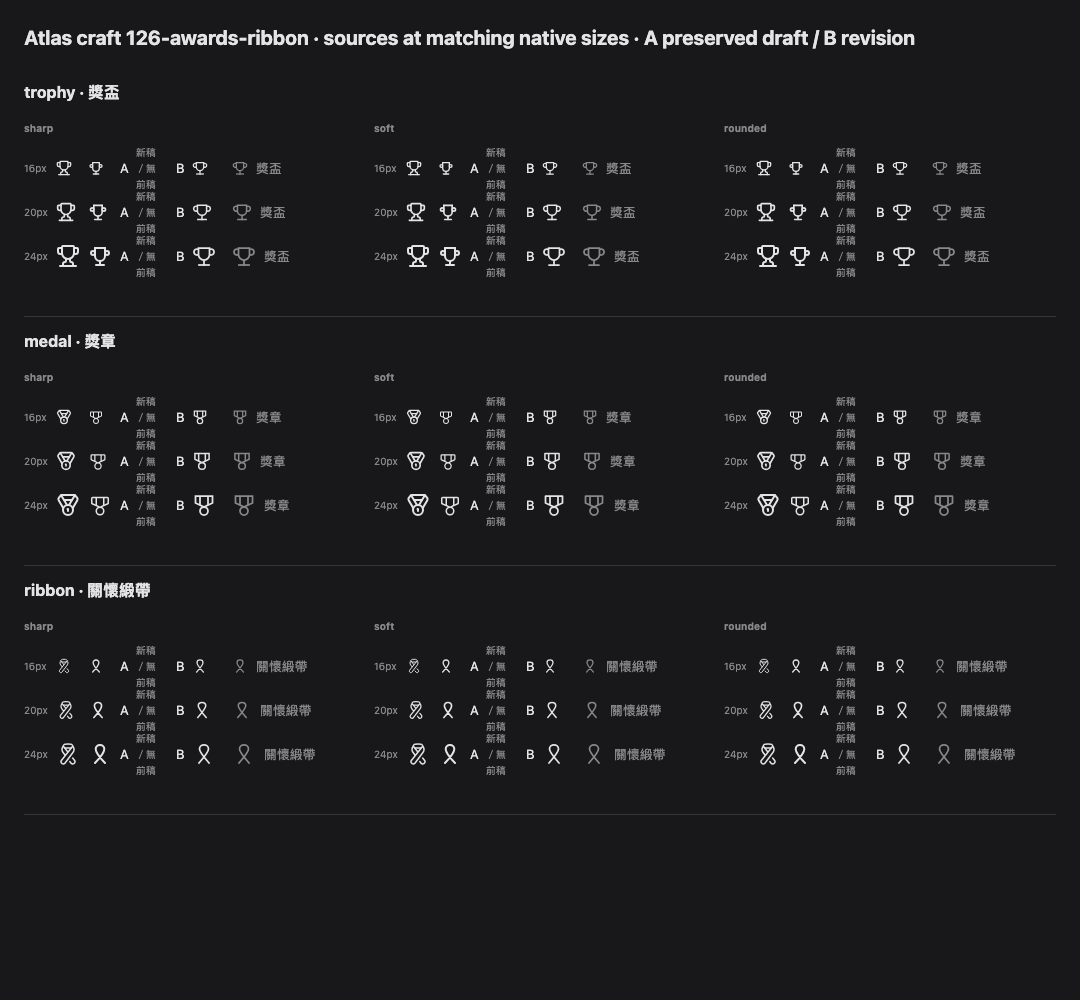 Atlas craft 126-awards-ribbon · sources at matching native sizes · A preserved draft / B revision
trophy · 獎盃
sharp soft rounded
16px A 新稿 / 無前稿 B 獎盃 16px A 新稿 / 無前稿 B 獎盃 16px A 新稿 / 無前稿 B 獎盃
20px A 新稿 / 無前稿 B 獎盃 20px A 新稿 / 無前稿 B 獎盃 20px A 新稿 / 無前稿 B 獎盃
24px A 新稿 / 無前稿 B 獎盃 24px A 新稿 / 無前稿 B 獎盃 24px A 新稿 / 無前稿 B 獎盃
medal · 獎章
sharp soft rounded
16px A 新稿 / 無前稿 B 獎章 16px A 新稿 / 無前稿 B 獎章 16px A 新稿 / 無前稿 B 獎章
20px A 新稿 / 無前稿 B 獎章 20px A 新稿 / 無前稿 B 獎章 20px A 新稿 / 無前稿 B 獎章
24px A 新稿 / 無前稿 B 獎章 24px A 新稿 / 無前稿 B 獎章 24px A 新稿 / 無前稿 B 獎章
ribbon · 關懷緞帶
sharp soft rounded
16px A 新稿 / 無前稿 B 關懷緞帶 16px A 新稿 / 無前稿 B 關懷緞帶 16px A 新稿 / 無前稿 B 關懷緞帶
20px A 新稿 / 無前稿 B 關懷緞帶 20px A 新稿 / 無前稿 B 關懷緞帶 20px A 新稿 / 無前稿 B 關懷緞帶
24px A 新稿 / 無前稿 B 關懷緞帶 24px A 新稿 / 無前稿 B 關懷緞帶 24px A 新稿 / 無前稿 B 關懷緞帶